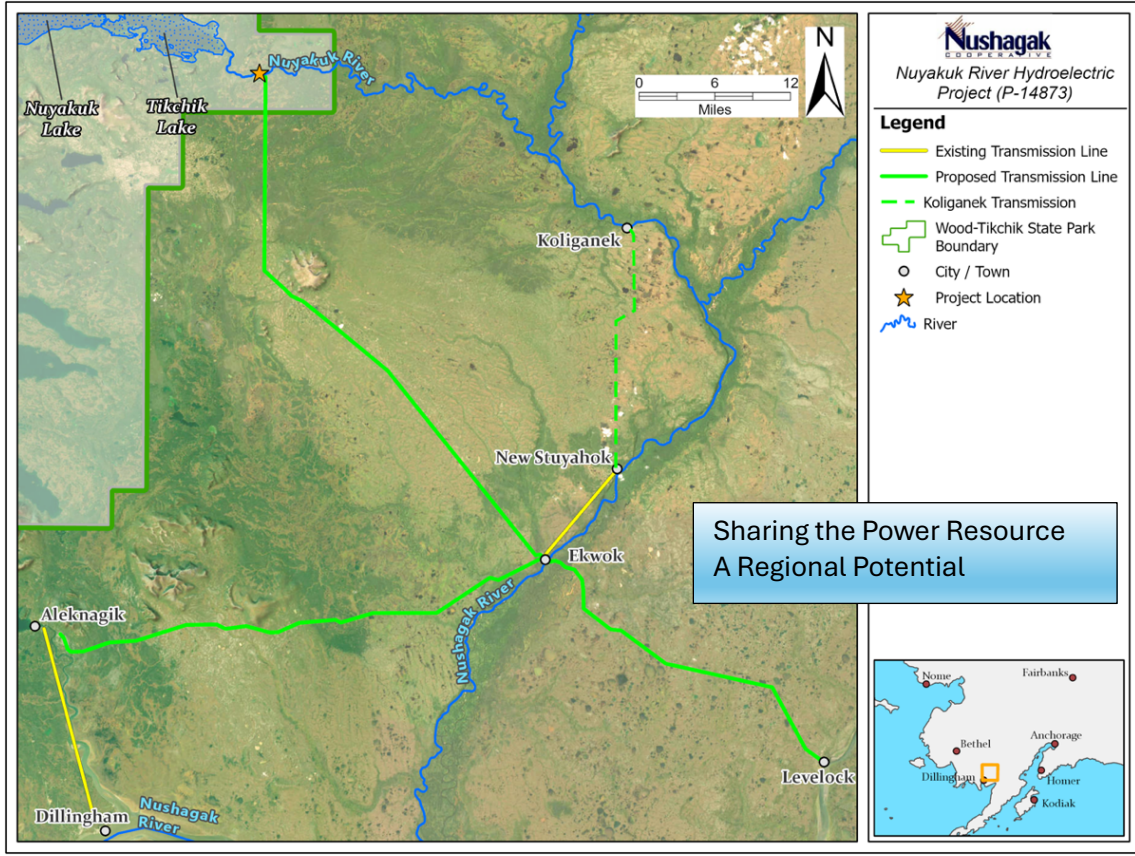 Nuyakuk River
Nuyakuk
Lake
Tikchik
Lake
N
0 6 12
Miles
Koliganek
New Stuyahok
Ekwok
Aleknagik
Nushagak River
Levelock
Dillingham
Nushagak
River
Nushagak
COOPERATIVE
Nuyakuk River Hydroelectric
Project (P-14873)
Legend
Existing Transmission Line
Proposed Transmission Line
Koliganek Transmission
Wood-Tikchik State Park
Boundary
City / Town
Project Location
River
Sharing the Power Resource
A Regional Potential
Nome
Fairbanks
Bethel
Anchorage
Dillingham
Homer
Kodiak